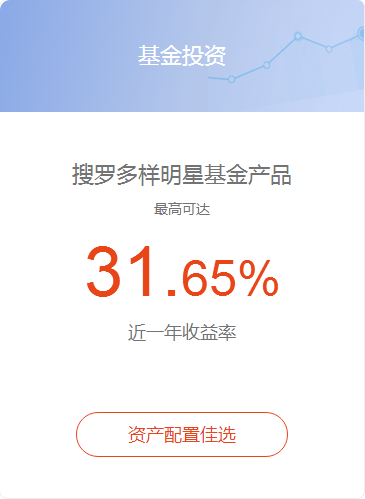 基金投资
搜罗多样明星基金产品
最高可达
31.65%
近一年收益率
资产配置佳选